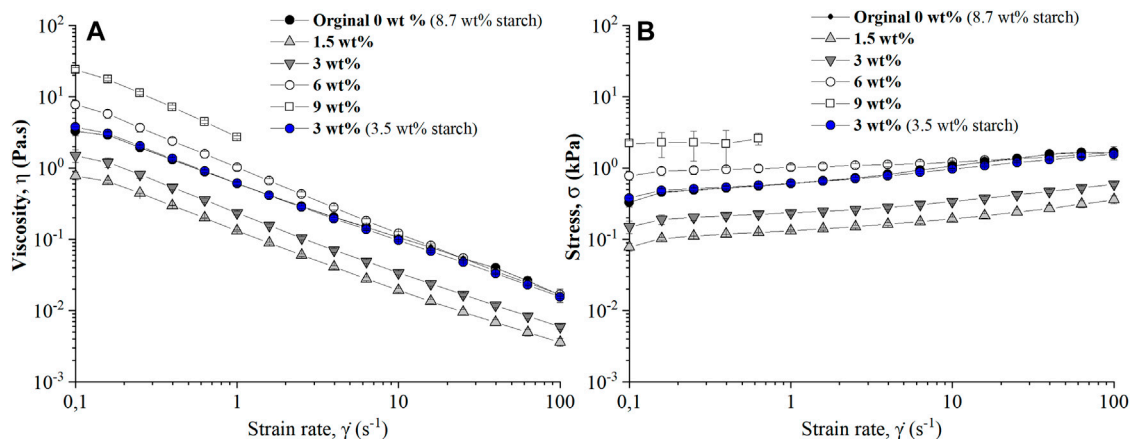 A
Orginal 0 wt % (8.7 wt% starch)
1.5 wt%
3 wt%
6 wt%
9 wt%
3 wt% (3.5 wt% starch)
Viscosity, η (Pa.s)
10²
10¹
10⁰
10⁻¹
10⁻²
10⁻³
0,1
1
10
100
Strain rate, γ̇ (s⁻¹)
B
Orginal 0 wt% (8.7 wt% starch)
1.5 wt%
3 wt%
6 wt%
9 wt%
3 wt% (3.5 wt% starch)
Stress, σ (kPa)
10²
10¹
10⁰
10⁻¹
10⁻²
10⁻³
0,1
1
10
100
Strain rate, γ̇ (s⁻¹)